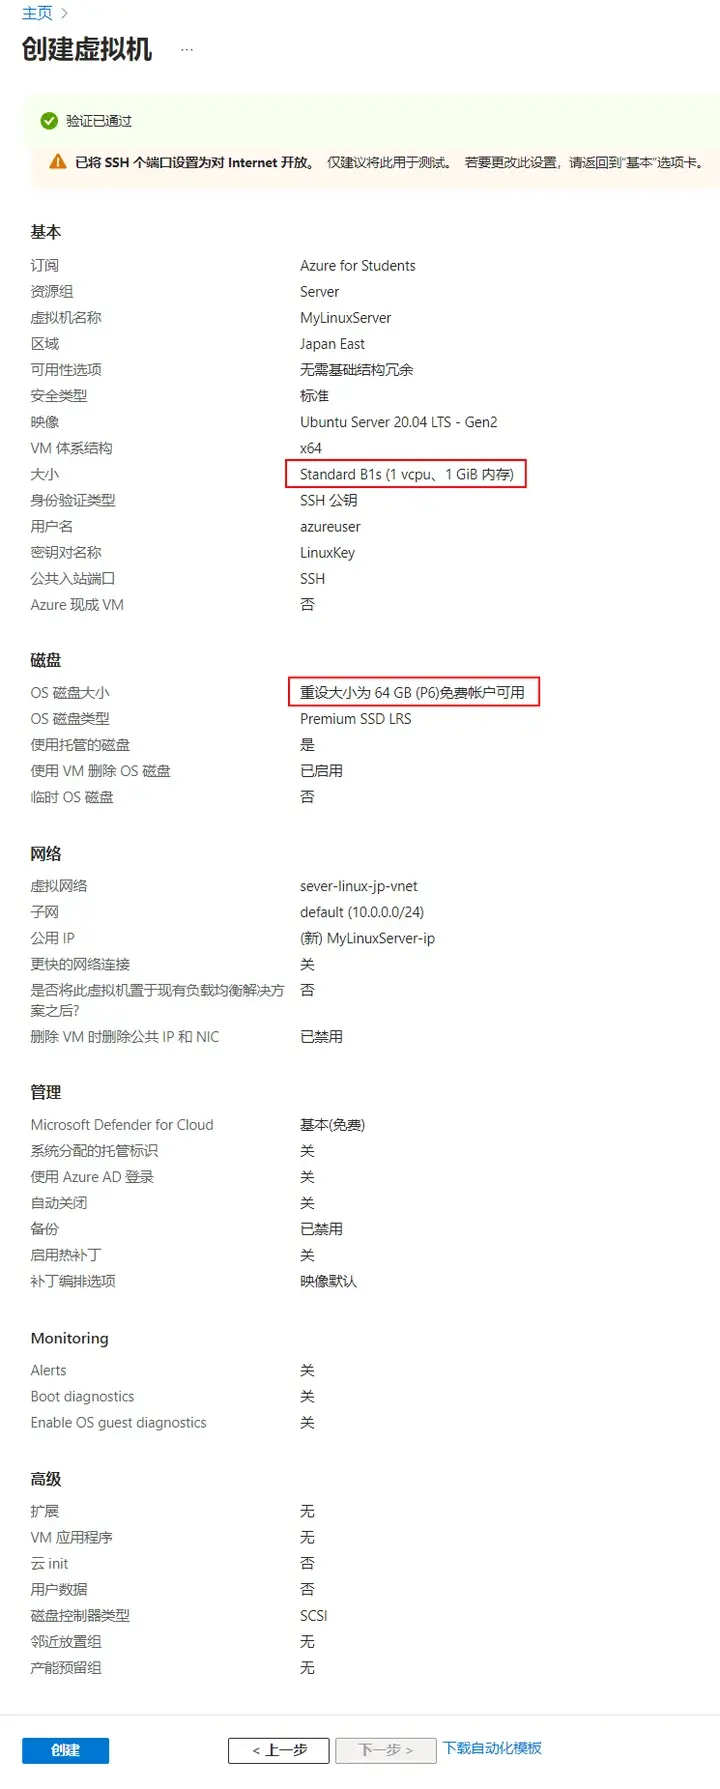 主页 >
创建虚拟机 ...
验证已通过
已将 SSH 个端口设置为对 Internet 开放。 仅建议将此用于测试。 若要更改此设置，请返回到“基本”选项卡。
基本
订阅 Azure for Students
资源组 Server
虚拟机名称 MyLinuxServer
区域 Japan East
可用性选项 无需基础结构冗余
安全类型 标准
映像 Ubuntu Server 20.04 LTS - Gen2
VM 体系结构 x64
大小 Standard B1s (1 vcpu、1 GiB 内存)
身份验证类型 SSH 公钥
用户名 azureuser
密钥对名称 LinuxKey
公共入站端口 SSH
Azure 现成 VM 否
磁盘
OS 磁盘大小 重设大小为 64 GB (P6)免费帐户可用
OS 磁盘类型 Premium SSD LRS
使用托管的磁盘 是
使用 VM 删除 OS 磁盘 已启用
临时 OS 磁盘 否
网络
虚拟网络 sever-linux-jp-vnet
子网 default (10.0.0.0/24)
公用 IP (新) MyLinuxServer-ip
更快的网络连接 关
是否将此虚拟机置于现有负载均衡解决方 否
案之后?
删除 VM 时删除公共 IP 和 NIC 已禁用
管理
Microsoft Defender for Cloud 基本(免费)
系统分配的托管标识 关
使用 Azure AD 登录 关
自动关闭 关
备份 已禁用
启用热补丁 关
补丁编排选项 映像默认
Monitoring
Alerts 关
Boot diagnostics 关
Enable OS guest diagnostics 关
高级
扩展 无
VM 应用程序 无
云 init 否
用户数据 否
磁盘控制器类型 SCSI
邻近放置组 无
产能预留组 无
创建 < 上一步 下一步 > 下载自动化模板